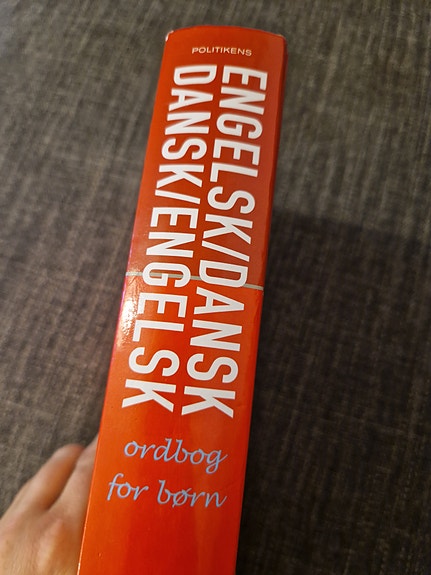 POLITIKENS
ENGELSK/DANSK
DANSK/ENGELSK
ordbog
for børn